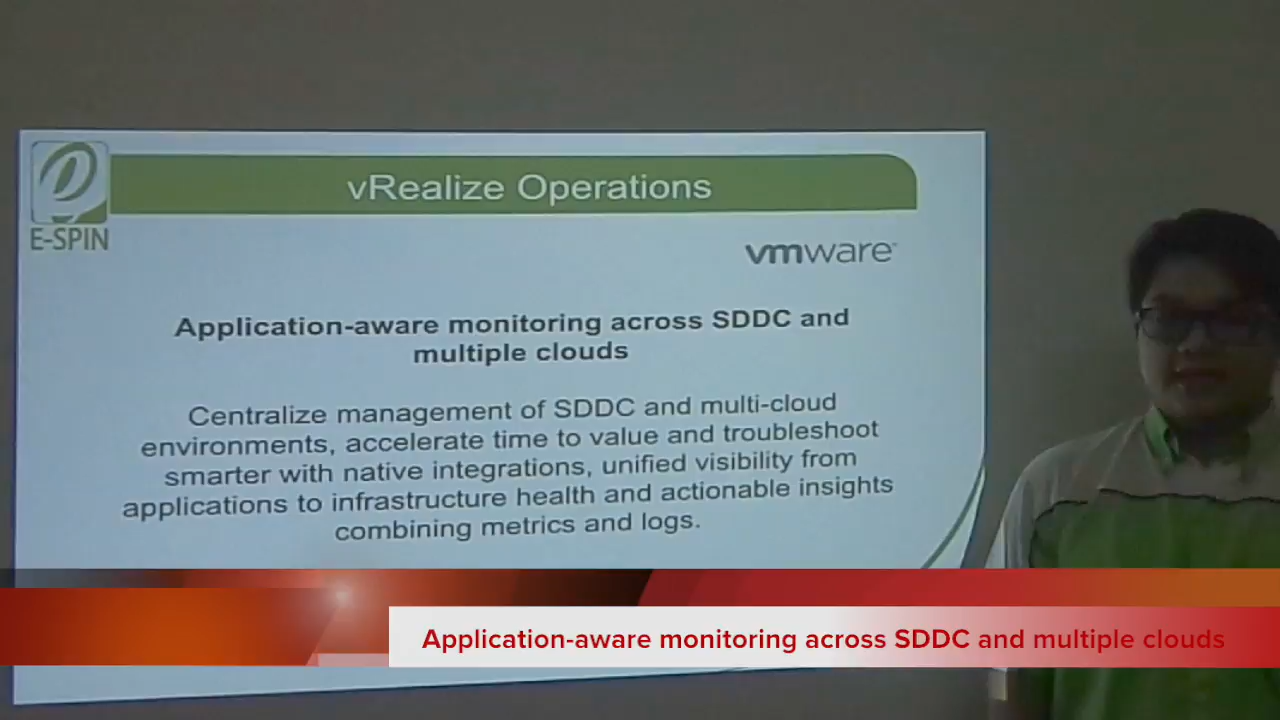 vRealize Operations
E-SPIN
vmware
Application-aware monitoring across SDDC and
multiple clouds
Centralize management of SDDC and multi-cloud
environments, accelerate time to value and troubleshoot
smarter with native integrations, unified visibility from
applications to infrastructure health and actionable insights
combining metrics and logs.
Application-aware monitoring across SDDC and multiple clouds